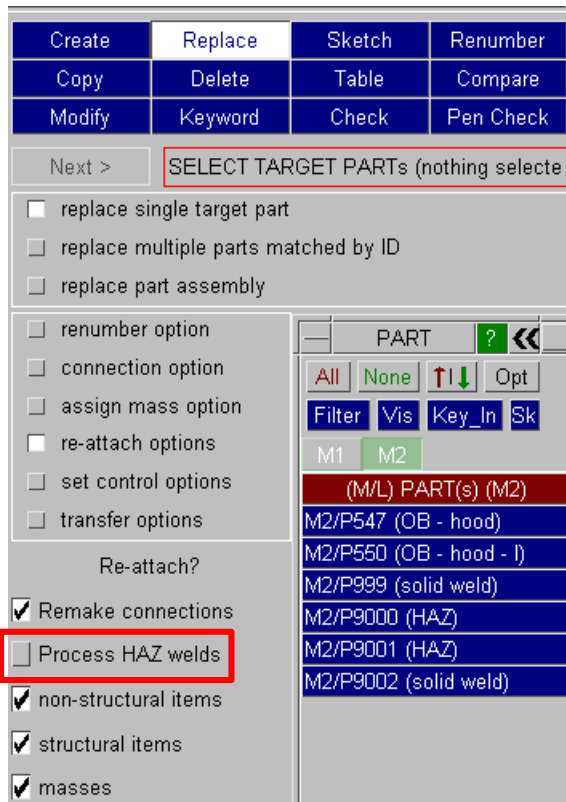 Create Replace Sketch Renumber
Copy Delete Table Compare
Modify Keyword Check Pen Check
Next > SELECT TARGET PARTs (nothing selecte
replace single target part
replace multiple parts matched by ID
replace part assembly
renumber option
connection option
assign mass option
re-attach options
set control options
transfer options
Re-attach?
Remake connections
Process HAZ welds
non-structural items
structural items
masses
PART ?
All None Opt
Filter Vis Key_In Sk
M1 M2
(M/L) PART(s) (M2)
M2/P547 (OB - hood)
M2/P550 (OB - hood - I)
M2/P999 (solid weld)
M2/P9000 (HAZ)
M2/P9001 (HAZ)
M2/P9002 (solid weld)